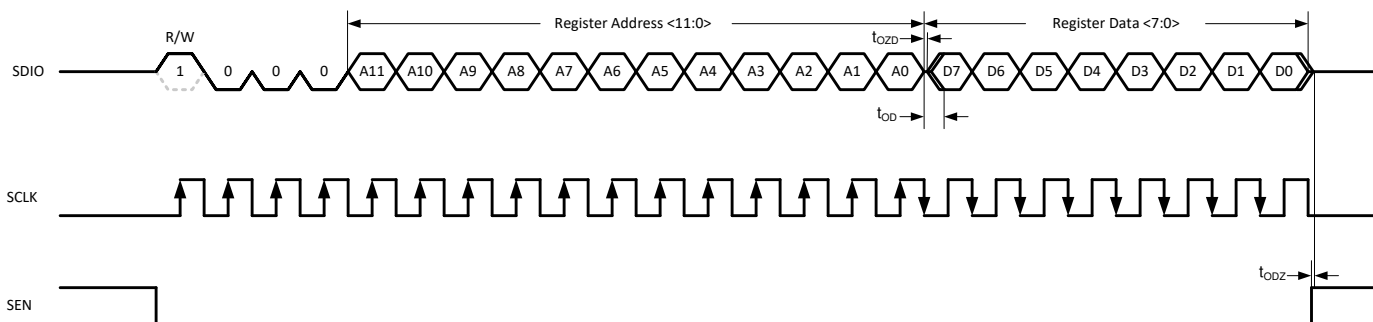 Register Address <11:0>
Register Data <7:0>
R/W
tOZD
SDIO
1 0 0 0 A11 A10 A9 A8 A7 A6 A5 A4 A3 A2 A1 A0 D7 D6 D5 D4 D3 D2 D1 D0
tOD
SCLK
tODZ
SEN